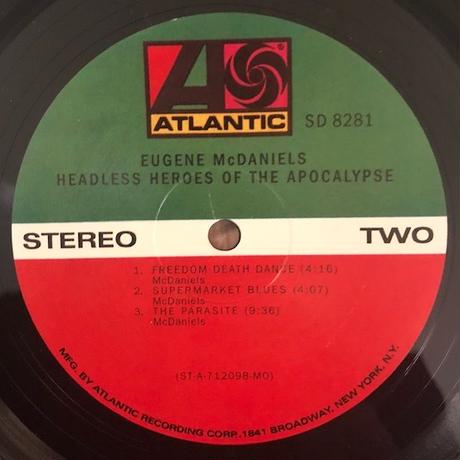 ATLANTIC
SD 8281
EUGENE McDANIELS
HEADLESS HEROES OF THE APOCALYPSE
STEREO TWO
1. FREEDOM DEATH DANCE (4:16)
McDaniels
2. SUPERMARKET BLUES (4:07)
McDaniels
3. THE PARASITE (9:36)
McDaniels
(ST-A-712098-MO)
MFG. BY ATLANTIC RECORDING CORP., 1841 BROADWAY, NEW YORK, N.Y.